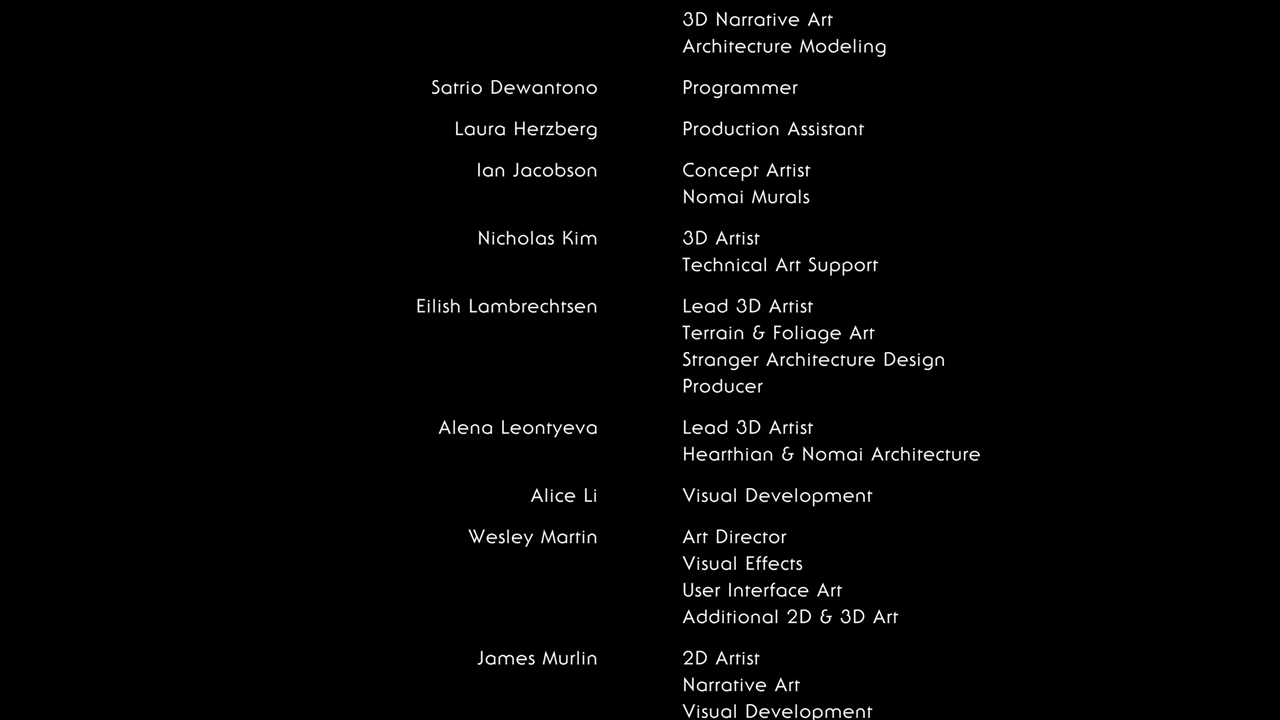 3D Narrative Art
Architecture Modeling
Satrio Dewantono Programmer
Laura Herzberg Production Assistant
Ian Jacobson Concept Artist
Nomai Murals
Nicholas Kim 3D Artist
Technical Art Support
Eilish Lambrechtsen Lead 3D Artist
Terrain & Foliage Art
Stranger Architecture Design
Producer
Alena Leontyeva Lead 3D Artist
Hearthian & Nomai Architecture
Alice Li Visual Development
Wesley Martin Art Director
Visual Effects
User Interface Art
Additional 2D & 3D Art
James Murlin 2D Artist
Narrative Art
Visual Development